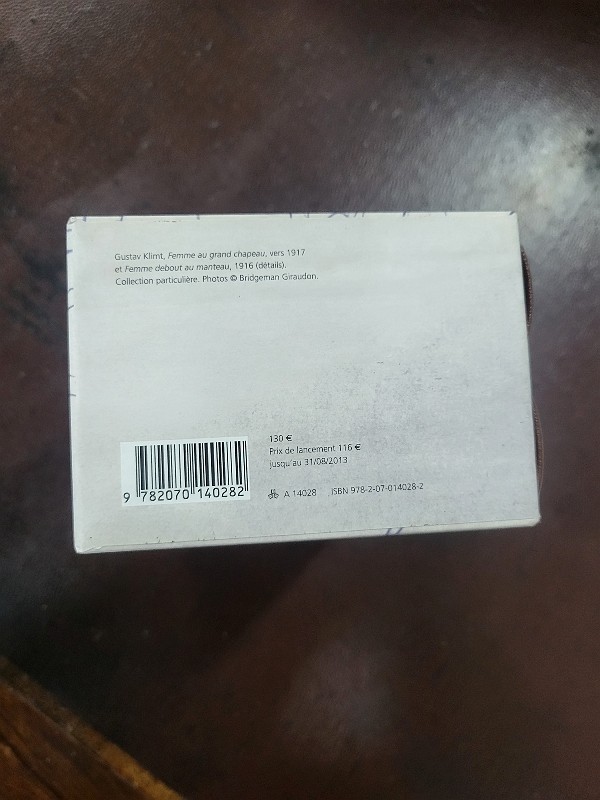 Gustav Klimt, Femme au grand chapeau, vers 1917
et Femme debout au manteau, 1916 (détails).
Collection particulière. Photos © Bridgeman Giraudon.
130 €
Prix de lancement 116 €
jusqu'au 31/08/2013
9 782070 140282
A 14028 ISBN 978-2-07-014028-2